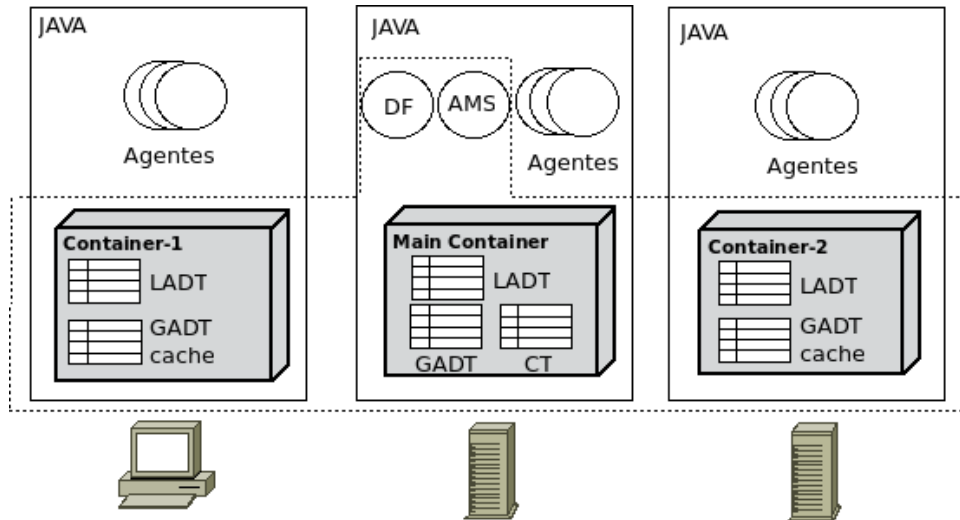 JAVA
Agentes
Container-1
LADT
GADT
cache
JAVA
DF
AMS
Agentes
Main Container
LADT
GADT
CT
JAVA
Agentes
Container-2
LADT
GADT
cache